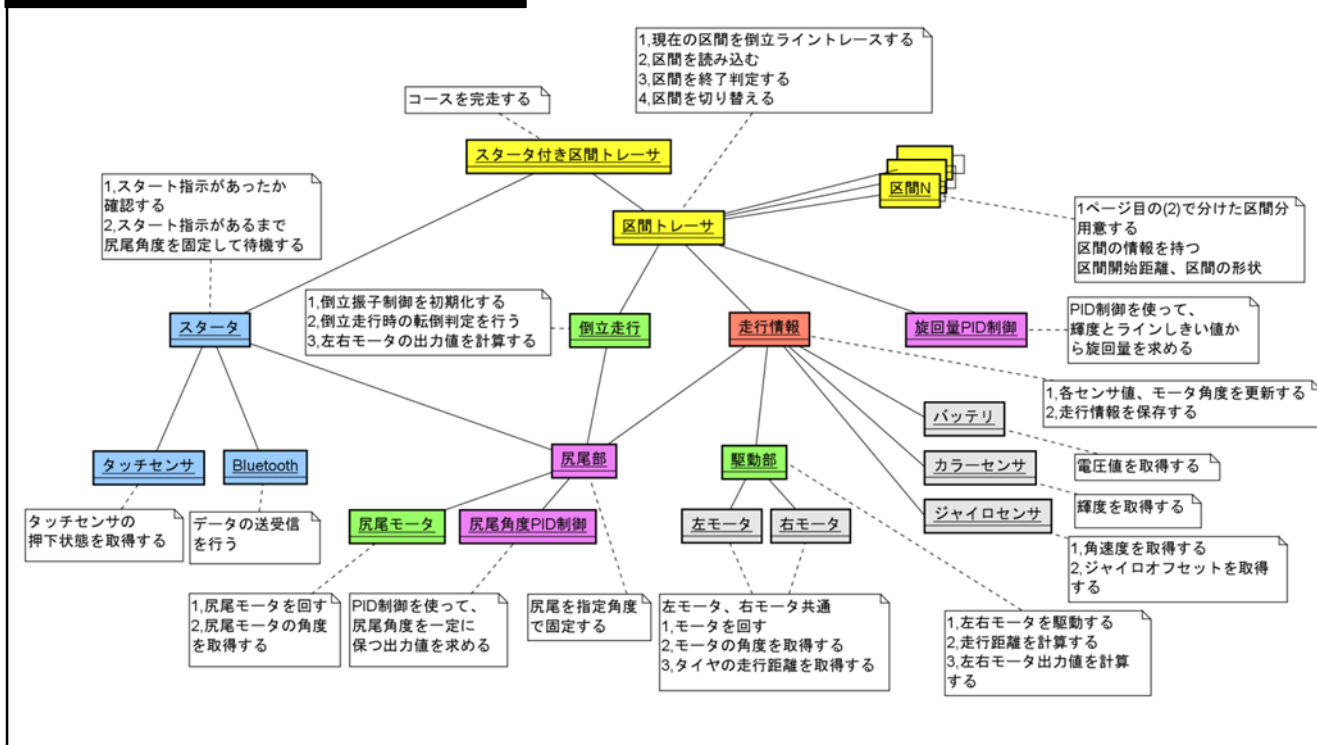 1,現在の区間を倒立ライントレースする
2,区間を読み込む
3,区間を終了判定する
4,区間を切り替える
コースを完走する
スタータ付き区間トレーサ
区間N
1,スタート指示があったか
確認する
2,スタート指示があるまで
尻尾角度を固定して待機する
区間トレーサ
1ページ目の(2)で分けた区間分
用意する
区間の情報を持つ
区間開始距離、区間の形状
1,倒立振子制御を初期化する
2,倒立走行時の転倒判定を行う
3,左右モータの出力値を計算する
スタータ
倒立走行
走行情報
旋回量PID制御
PID制御を使って、
輝度とラインしきい値か
ら旋回量を求める
1,各センサ値、モータ角度を更新する
2,走行情報を保存する
バッテリ
タッチセンサ
Bluetooth
尻尾部
駆動部
カラーセンサ
電圧値を取得する
尻尾モータ
尻尾角度PID制御
左モータ
右モータ
ジャイロセンサ
輝度を取得する
タッチセンサの
押下状態を取得する
データの送受信
を行う
1,角速度を取得する
2,ジャイロオフセットを取得
する
1,尻尾モータを回す
2,尻尾モータの角度
を取得する
PID制御を使って、
尻尾角度を一定に
保つ出力値を求める
尻尾を指定角度
で固定する
左モータ、右モータ共通
1,モータを回す
2,モータの角度を取得する
3,タイヤの走行距離を取得する
1,左右モータを駆動する
2,走行距離を計算する
3,左右モータ出力値を計算
する